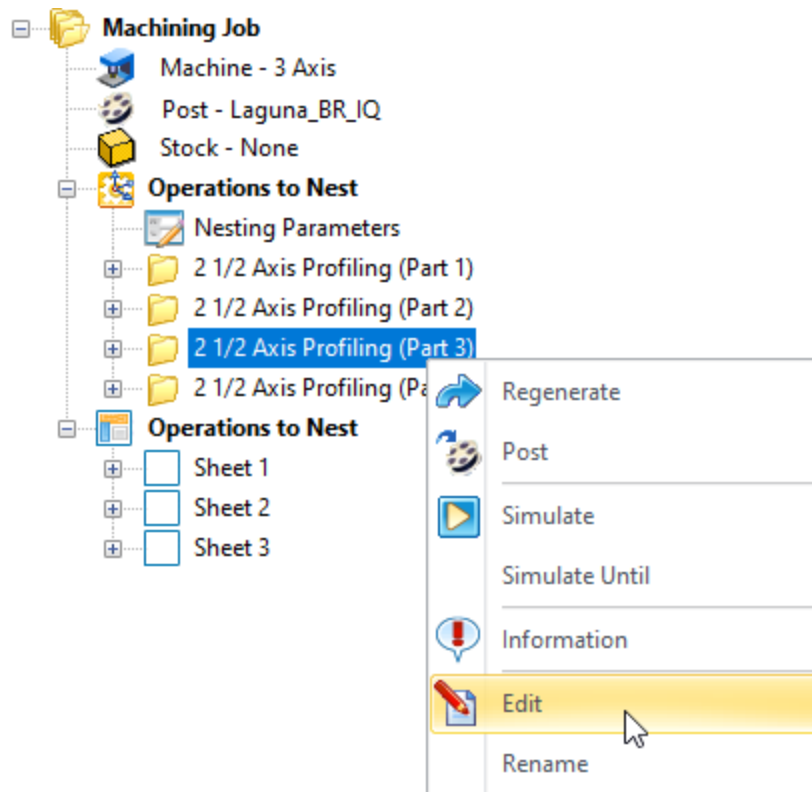 Machining Job
Machine - 3 Axis
Post - Laguna_BR_IQ
Stock - None
Operations to Nest
Nesting Parameters
2 1/2 Axis Profiling (Part 1)
2 1/2 Axis Profiling (Part 2)
2 1/2 Axis Profiling (Part 3)
2 1/2 Axis Profiling (Pa
Operations to Nest
Sheet 1
Sheet 2
Sheet 3
Regenerate
Post
Simulate
Simulate Until
Information
Edit
Rename